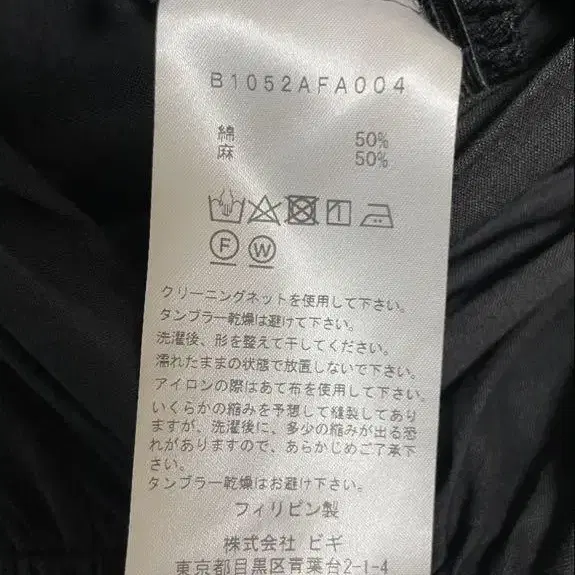 B1052AFA004
綿 50%
麻 50%
F W
クリーニングネットを使用して下さい。
タンブラー乾燥は避けて下さい。
洗濯後、形を整えて干してください。
濡れたままの状態で放置しないで下さい。
アイロンの際はあて布を使用して下さい。
いくらかの縮みを予想して縫製してあり
ますが、洗濯後に、多少の縮みが出る恐
れがありますので、あらかじめご了承下
さい。
タンブラー乾燥はお避け下さい。
フィリピン製
株式会社 ビギ
東京都目黒区青葉台2-1-4